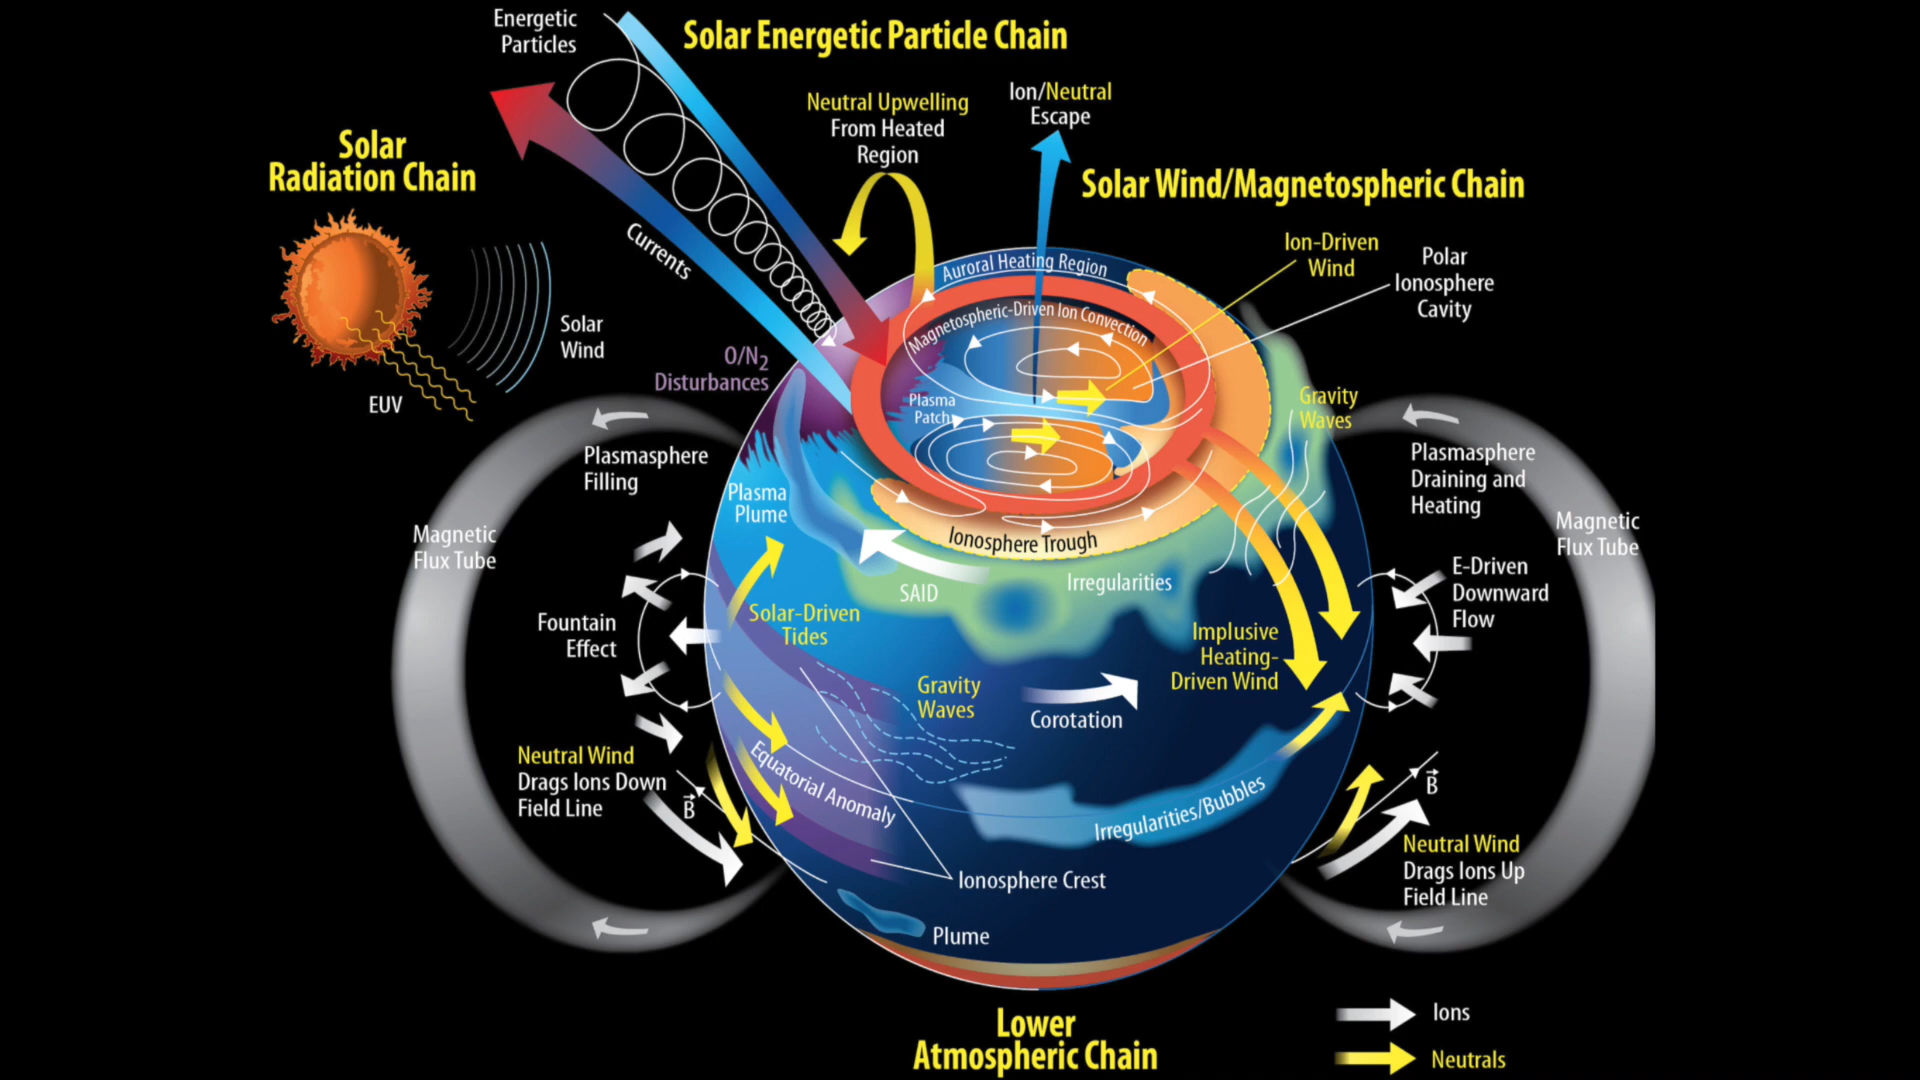 Energetic
Particles
Solar Energetic Particle Chain
Neutral Upwelling
From Heated
Region
Ion/Neutral
Escape
Solar
Radiation Chain
Solar Wind/Magnetospheric Chain
Currents
Solar
Wind
EUV
O/N2
Disturbances
Auroral Heating Region
Magnetospheric-Driven Ion Convection
Ion-Driven
Wind
Polar
Ionosphere
Cavity
Plasma
Patch
Gravity
Waves
Plasmasphere
Filling
Plasmasphere
Draining and
Heating
Magnetic
Flux Tube
Magnetic
Flux Tube
Plasma
Plume
Ionosphere Trough
SAID
Irregularities
E-Driven
Downward
Flow
Fountain
Effect
Solar-Driven
Tides
Implusive
Heating-
Driven Wind
Gravity
Waves
Corotation
Neutral Wind
Drags Ions Down
Field Line
B
Equatorial Anomaly
Irregularities/Bubbles
B
Neutral Wind
Drags Ions Up
Field Line
Ionosphere Crest
Plume
Lower
Atmospheric Chain
Ions
Neutrals